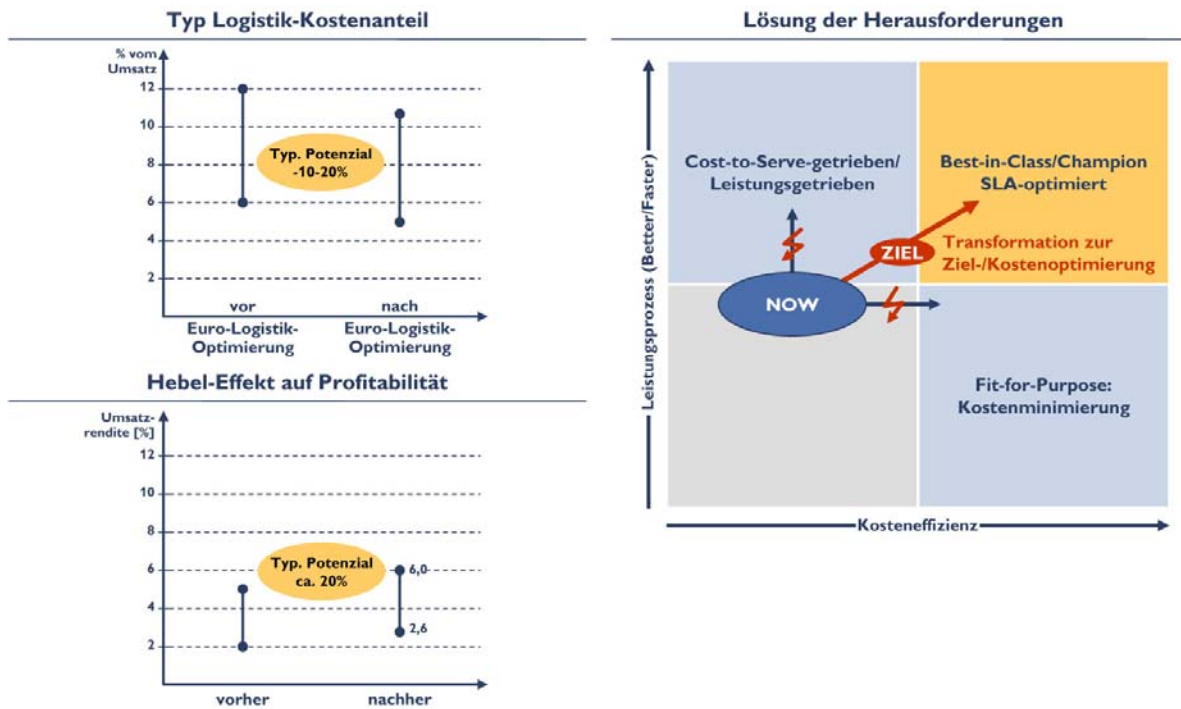 Typ Logistik-Kostenanteil
% vom
Umsatz
12
10
8
6
4
2
Typ. Potenzial
-10-20%
vor
Euro-Logistik-
Optimierung
nach
Euro-Logistik-
Optimierung
Hebel-Effekt auf Profitabilität
Umsatz-
rendite [%]
12
10
8
6
4
2
Typ. Potenzial
ca. 20%
6,0
2,6
vorher
nachher
Lösung der Herausforderungen
Leistungsprozess (Better/Faster)
Cost-to-Serve-getrieben/
Leistungsgetrieben
Best-in-Class/Champion
SLA-optimiert
ZIEL
Transformation zur
Ziel-/Kostenoptimierung
NOW
Fit-for-Purpose:
Kostenminimierung
Kosteneffizienz